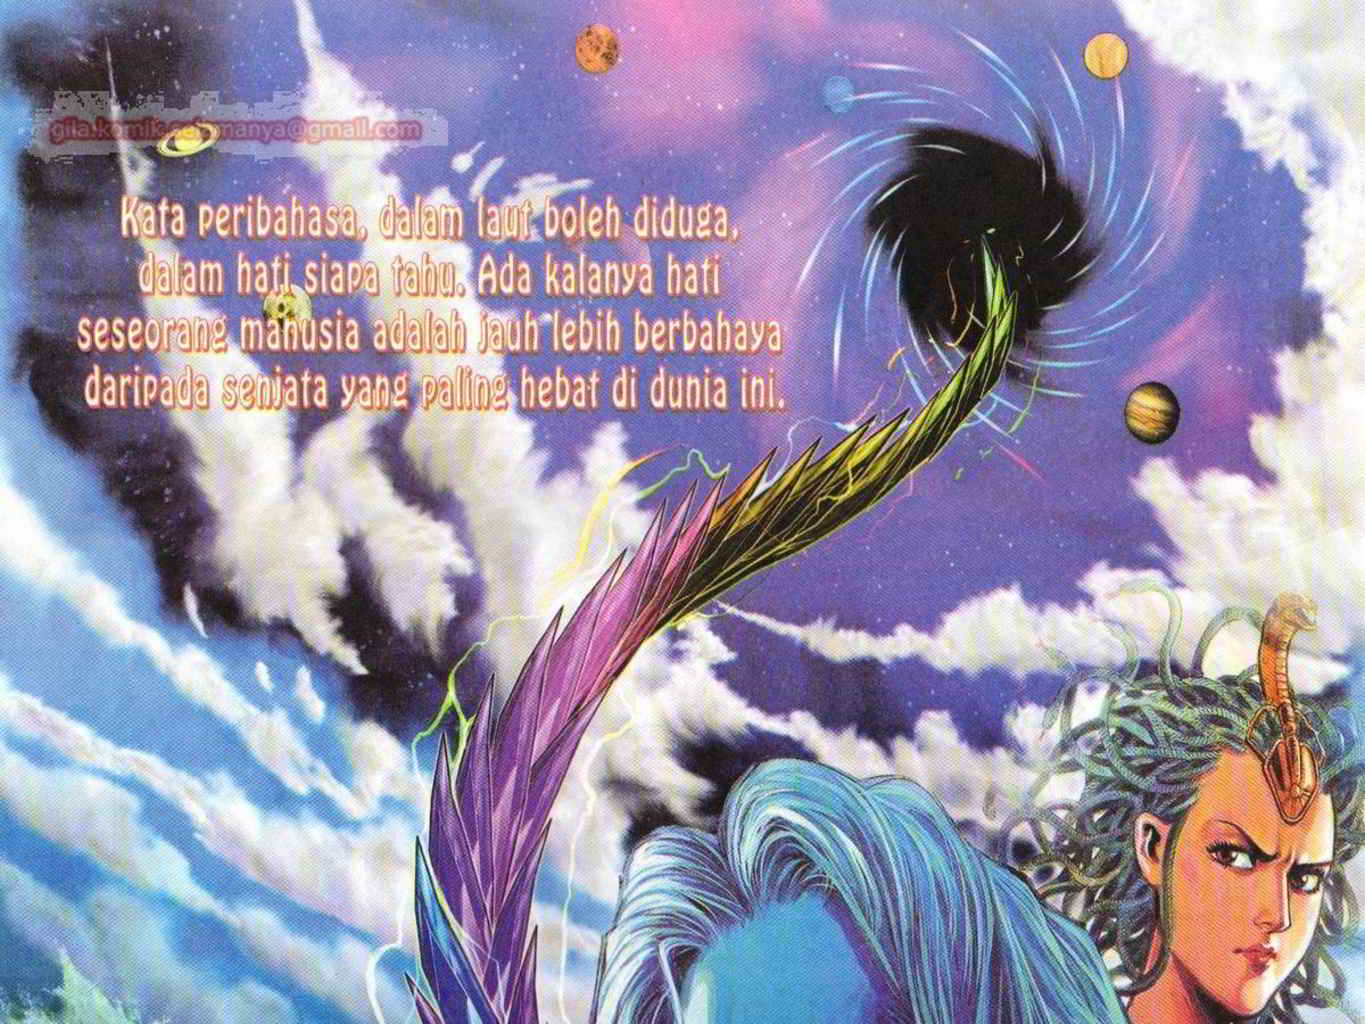 Kata peribahasa, dalam laut boleh diduga,
dalam hati siapa tahu. Ada kalanya hati
seseorang manusia adalah jauh lebih berbahaya
daripada senjata yang paling hebat di dunia ini.